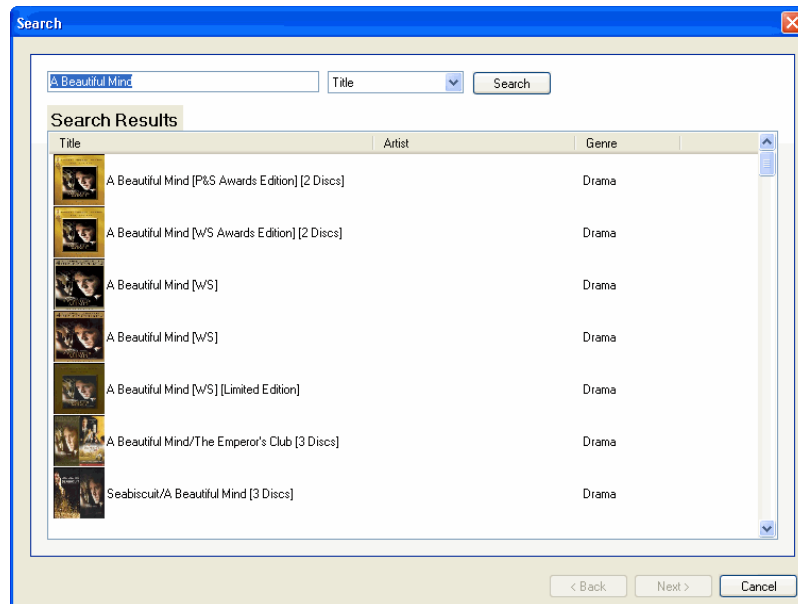 Search
A Beautiful Mind Title Search
Search Results
Title Artist Genre
A Beautiful Mind [P&S Awards Edition] [2 Discs] Drama
A Beautiful Mind [WS Awards Edition] [2 Discs] Drama
A Beautiful Mind [WS] Drama
A Beautiful Mind [WS] Drama
A Beautiful Mind [WS] [Limited Edition] Drama
A Beautiful Mind/The Emperor's Club [3 Discs] Drama
Seabiscuit/A Beautiful Mind [3 Discs] Drama
< Back Next > Cancel